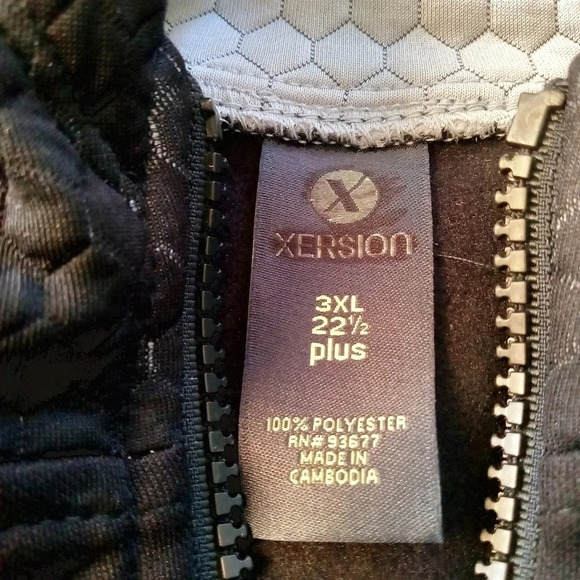 X
XERSION
3XL
22½
plus
100% POLYESTER
RN# 93677
MADE IN
CAMBODIA